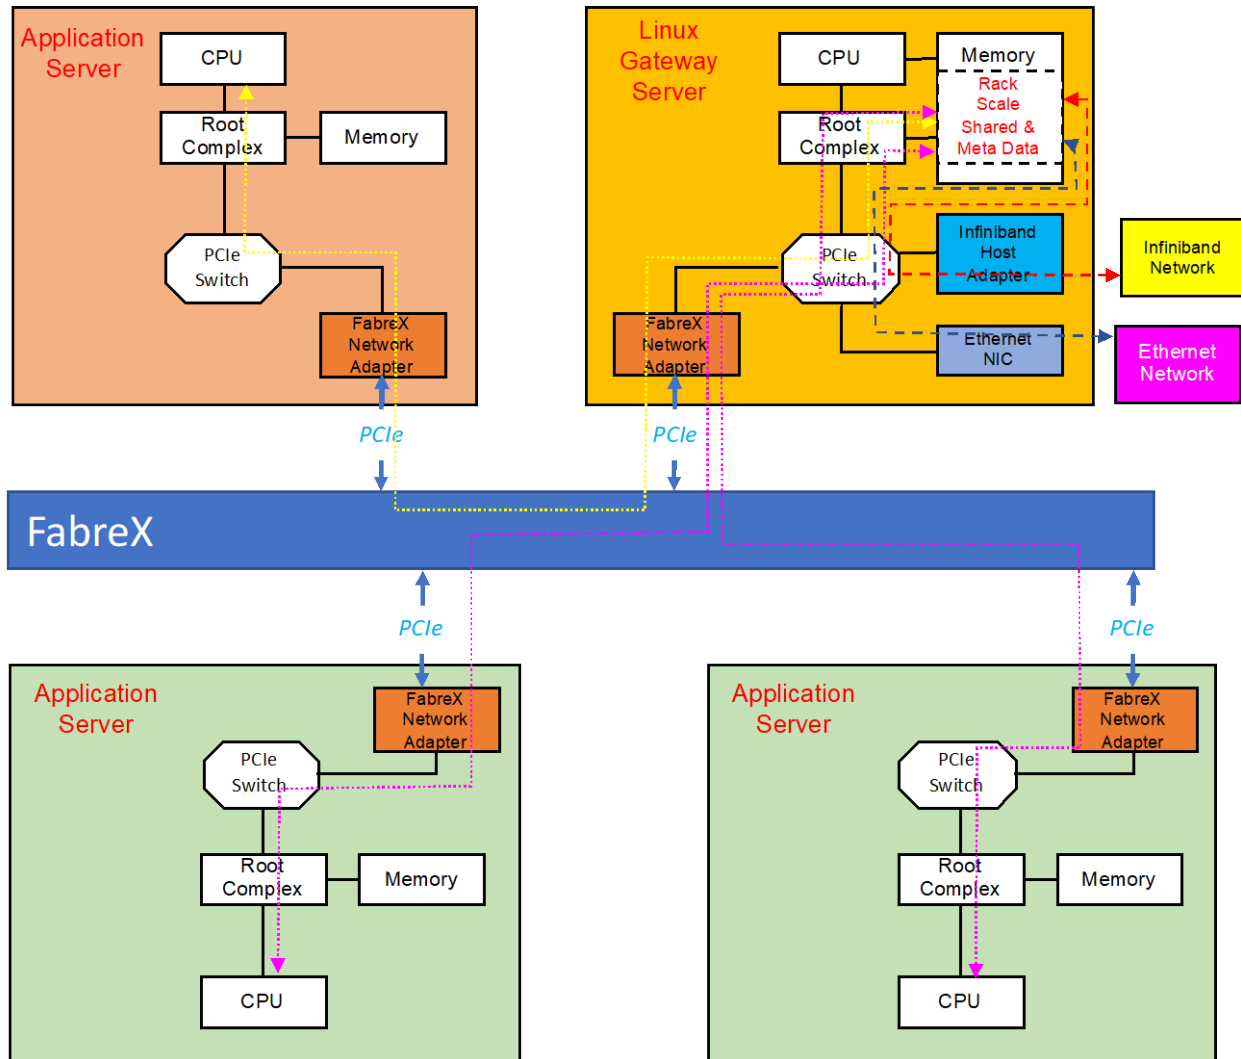 Application
Server
CPU
Root
Complex
Memory
PCIe
Switch
FabreX
Network
Adapter
PCIe
Linux
Gateway
Server
CPU
Memory
Rack
Scale
Shared &
Meta Data
Root
Complex
PCIe
Switch
Infiniband
Host
Adapter
Infiniband
Network
FabreX
Network
Adapter
Ethernet
NIC
Ethernet
Network
PCIe
FabreX
PCIe
PCIe
Application
Server
FabreX
Network
Adapter
PCIe
Switch
Root
Complex
Memory
CPU
Application
Server
FabreX
Network
Adapter
PCIe
Switch
Root
Complex
Memory
CPU